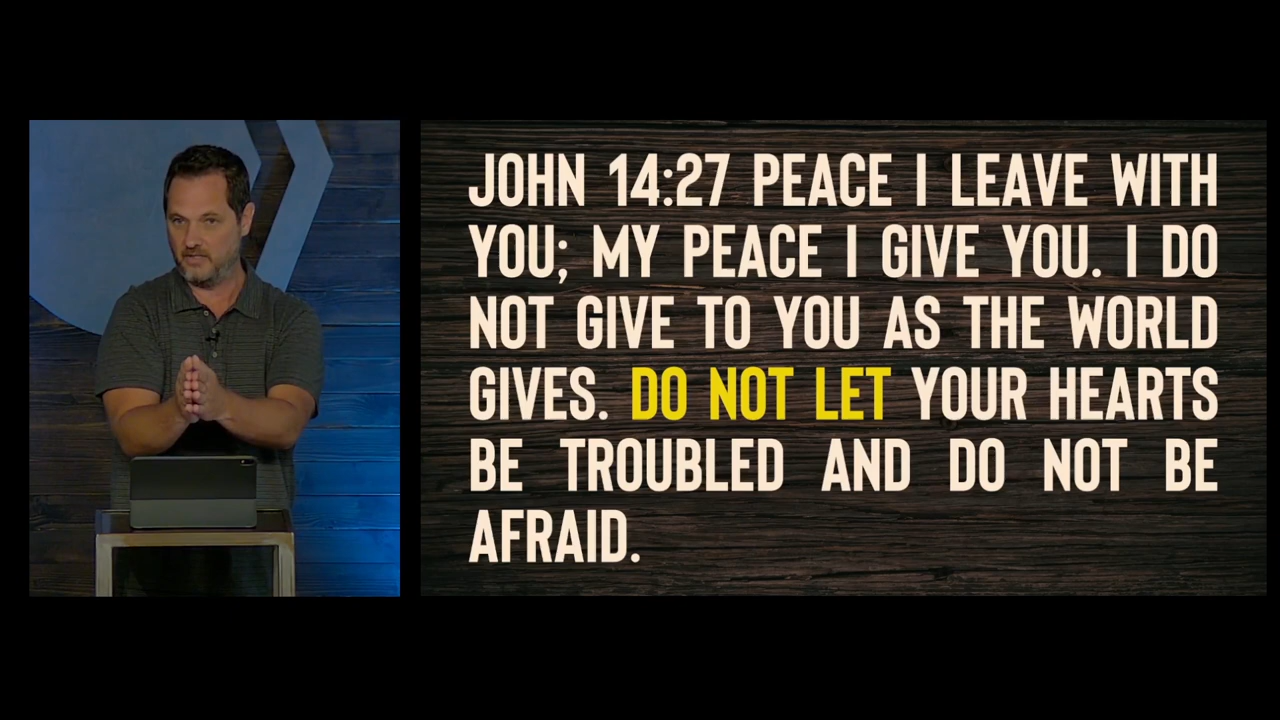 JOHN 14:27 PEACE I LEAVE WITH
YOU; MY PEACE I GIVE YOU. I DO
NOT GIVE TO YOU AS THE WORLD
GIVES. DO NOT LET YOUR HEARTS
BE TROUBLED AND DO NOT BE
AFRAID.